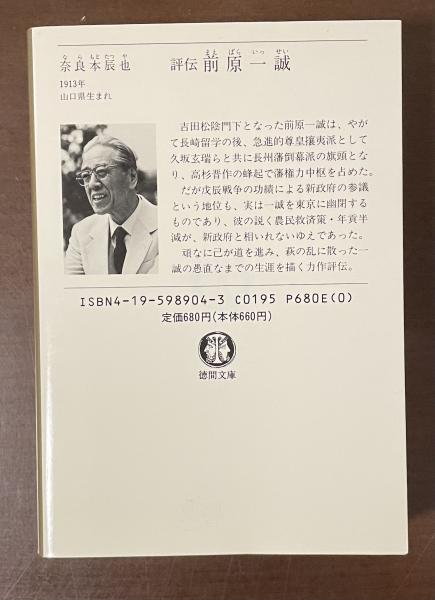 なら もと たつ や
奈良本辰也
まえ ばら いっ せい
評伝 前原一誠
1913年
山口県生まれ
吉田松陰門下となった前原一誠は、やが
て長崎留学の後、急進的尊皇攘夷派として
久坂玄瑞らと共に長州藩倒幕派の旗頭とな
り、高杉晋作の蜂起で藩権力中枢を占めた。
だが戊辰戦争の功績による新政府の参議
という地位も、実は一誠を東京に幽閉する
ものであり、彼の説く農民救済策・年貢半
減が、新政府と相いれないゆえであった。
頑なに己が道を進み、萩の乱に散った一
誠の愚直なまでの生涯を描く力作評伝。
ISBN4-19-598904-3 C0195 P680E(0)
定価680円(本体660円)
徳間文庫